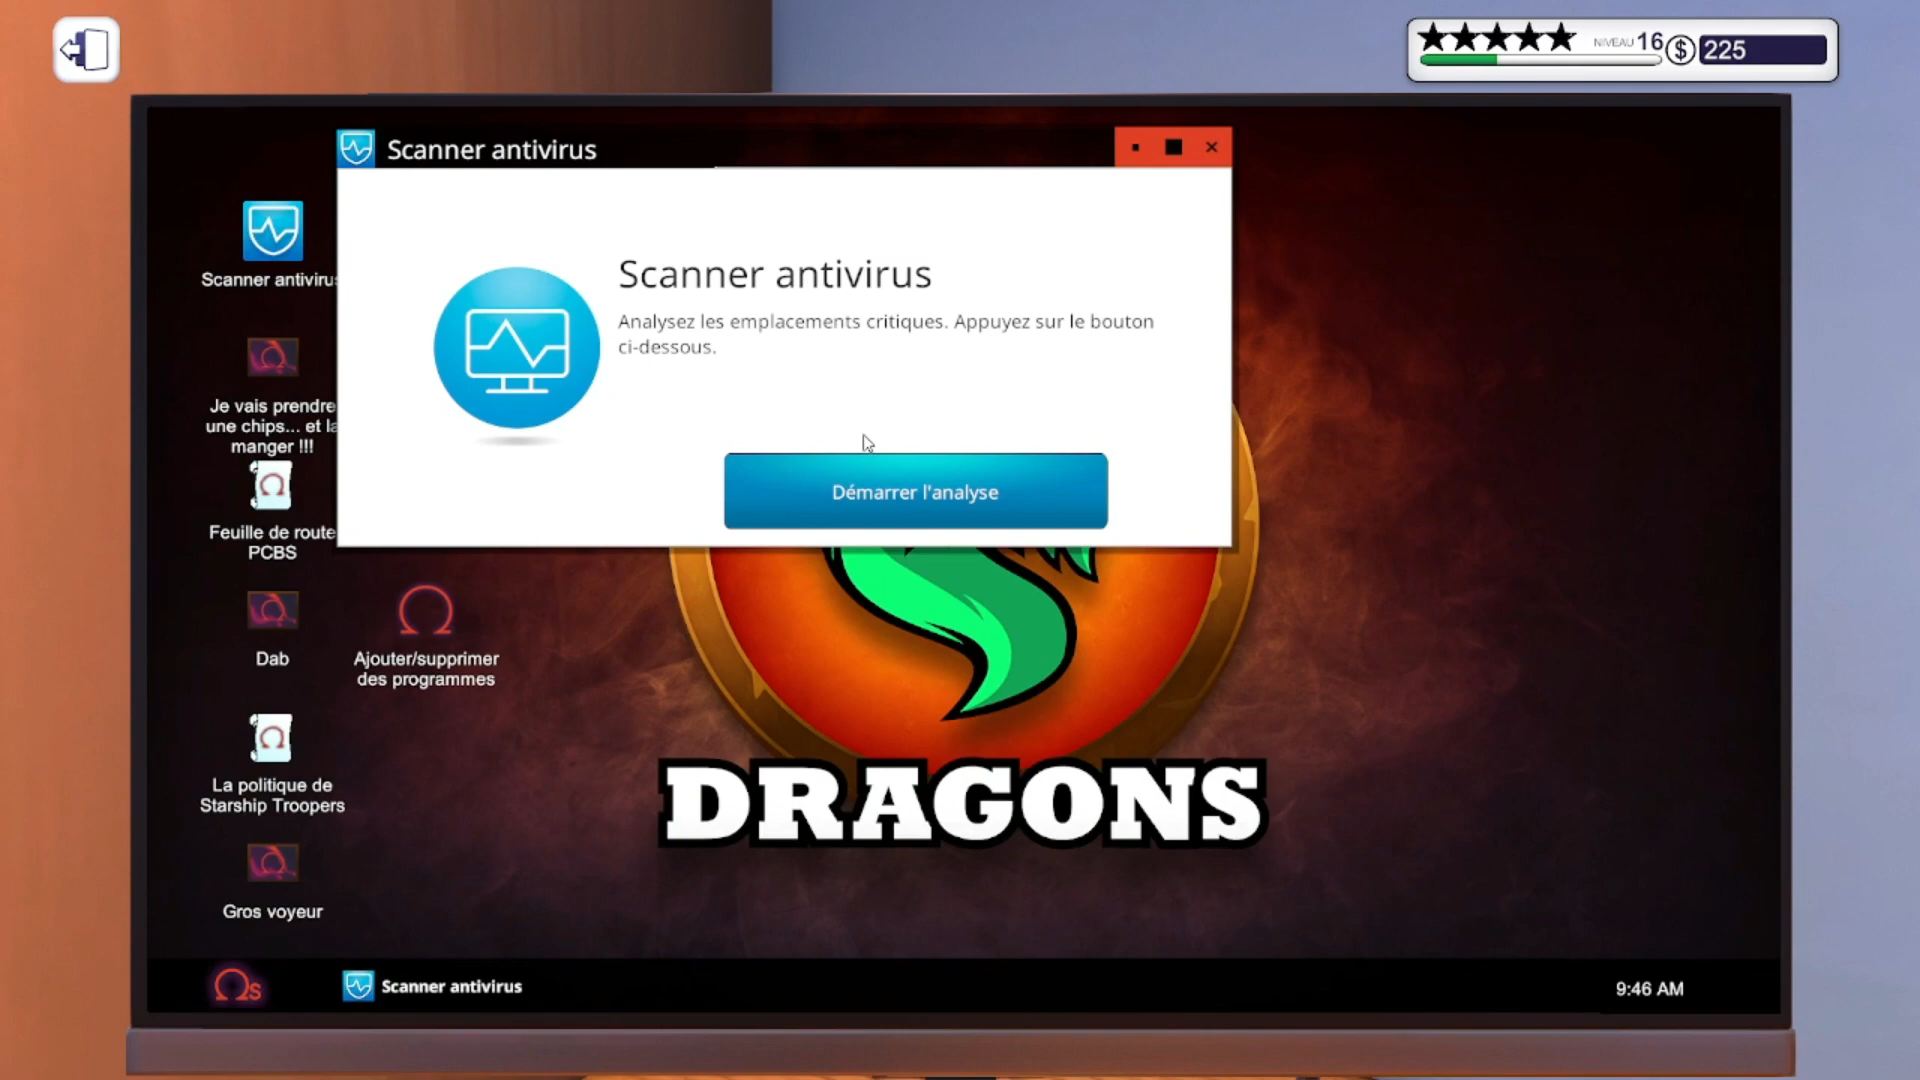 NIVEAU 16
$ 225
Scanner antivirus
Scanner antivirus
Analysez les emplacements critiques. Appuyez sur le bouton
ci-dessous.
Démarrer l'analyse
Scanner antivirus
Je vais prendre
une chips... et la
manger !!!
Feuille de route
PCBS
Dab
Ajouter/supprimer
des programmes
La politique de
Starship Troopers
Gros voyeur
DRAGONS
Ωs
Scanner antivirus
9:46 AM